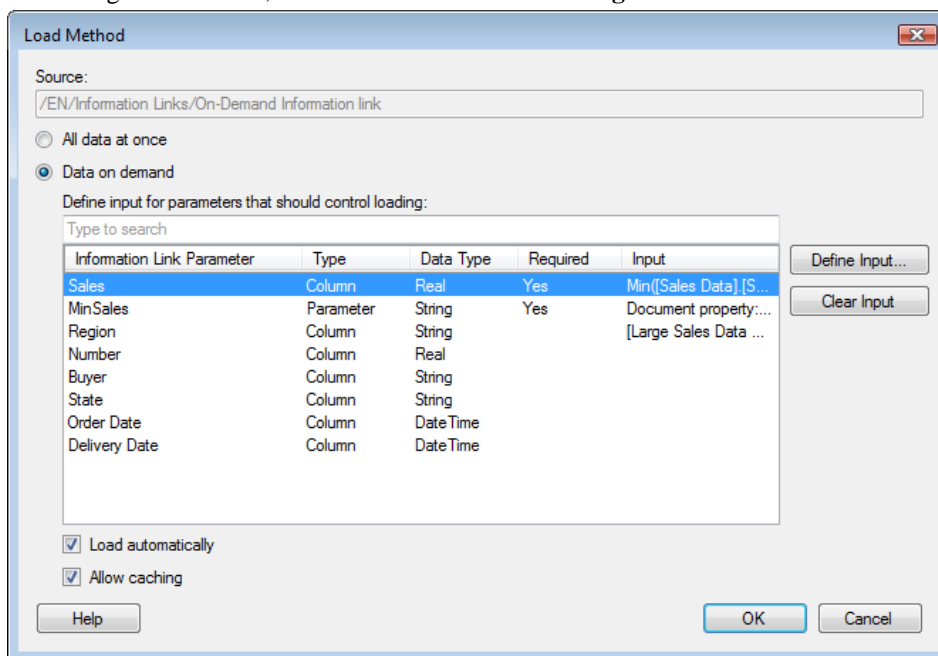 Load Method
Source:
/EN/Information Links/On-Demand Information link
All data at once
Data on demand
Define input for parameters that should control loading:
Type to search
Information Link Parameter Type Data Type Required Input
Sales Column Real Yes Min([Sales Data].[S...
MinSales Parameter String Yes Document property:...
Region Column String [Large Sales Data ...
Number Column Real
Buyer Column String
State Column String
Order Date Column DateTime
Delivery Date Column DateTime
Define Input...
Clear Input
Load automatically
Allow caching
Help OK Cancel